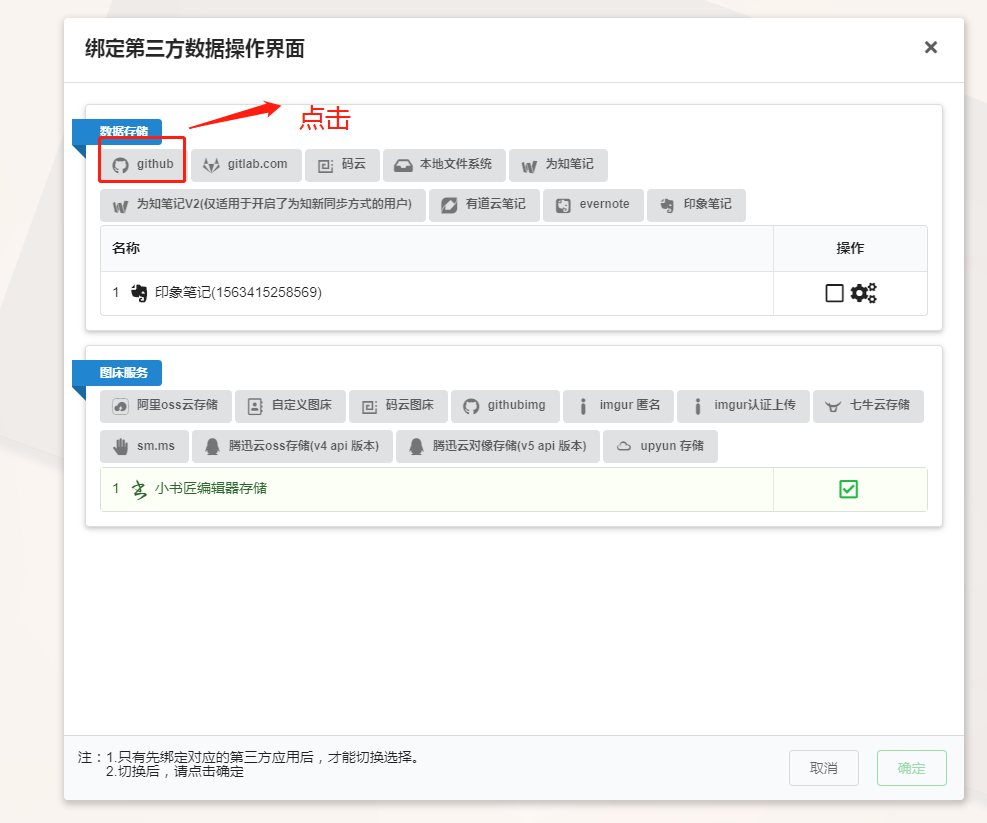 绑定第三方数据操作界面
×
点击
数据存储
github gitlab.com 码云 本地文件系统 为知笔记
为知笔记V2(仅适用于开启了为知新同步方式的用户) 有道云笔记 evernote 印象笔记
名称 操作
1 印象笔记(1563415258569)
图床服务
阿里oss云存储 自定义图床 码云图床 githubimg imgur 匿名 imgur认证上传 七牛云存储
sm.ms 腾迅云oss存储(v4 api 版本) 腾迅云对像存储(v5 api 版本) upyun 存储
1 小书匠编辑器存储
注：1.只有先绑定对应的第三方应用后，才能切换选择。
2.切换后，请点击确定
取消 确定